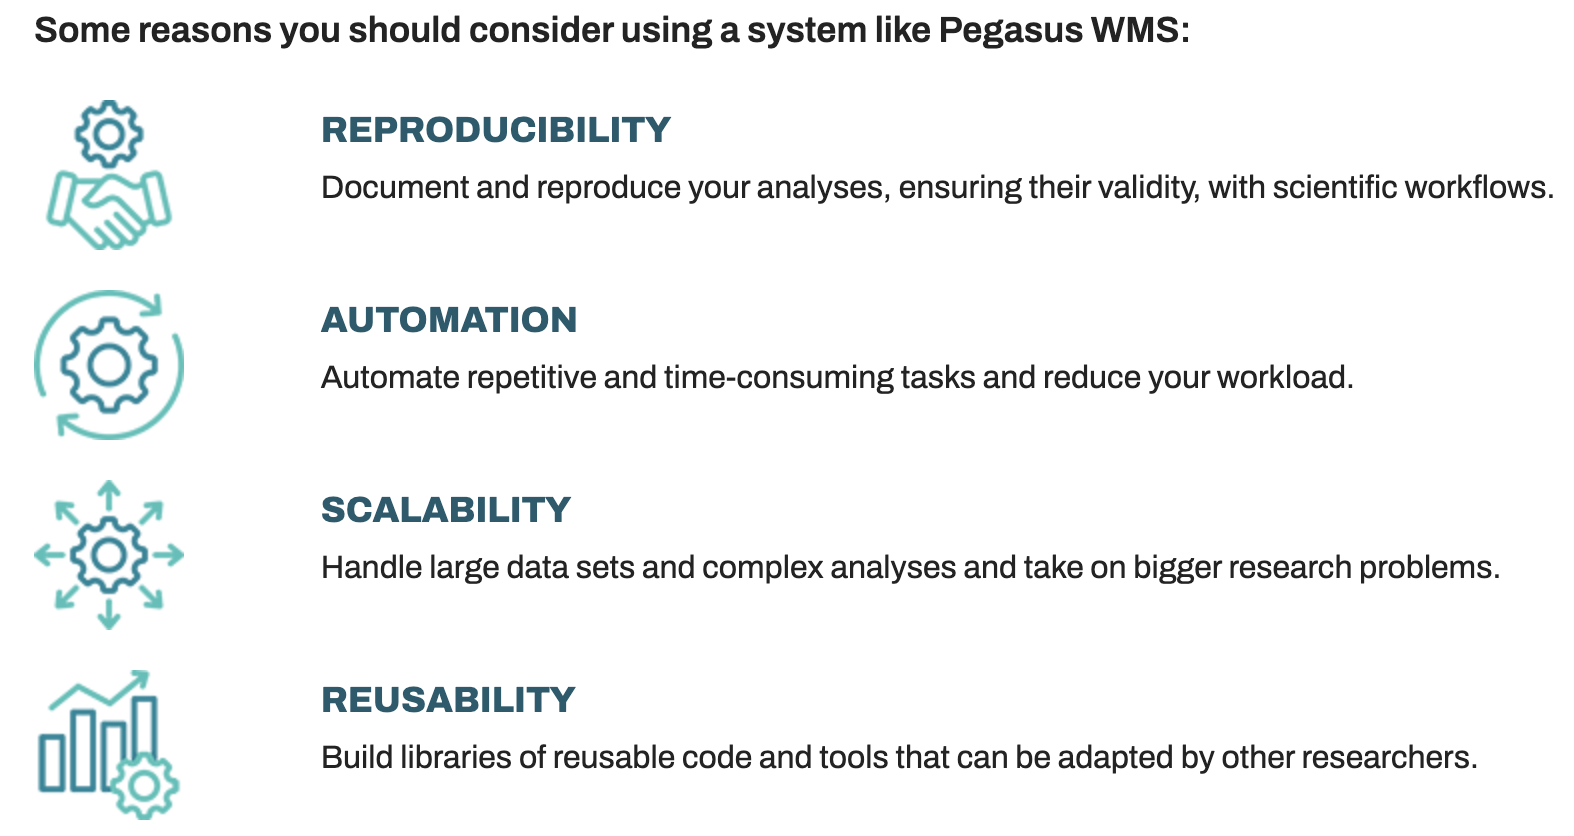 Some reasons you should consider using a system like Pegasus WMS:
REPRODUCIBILITY
Document and reproduce your analyses, ensuring their validity, with scientific workflows.
AUTOMATION
Automate repetitive and time-consuming tasks and reduce your workload.
SCALABILITY
Handle large data sets and complex analyses and take on bigger research problems.
REUSABILITY
Build libraries of reusable code and tools that can be adapted by other researchers.